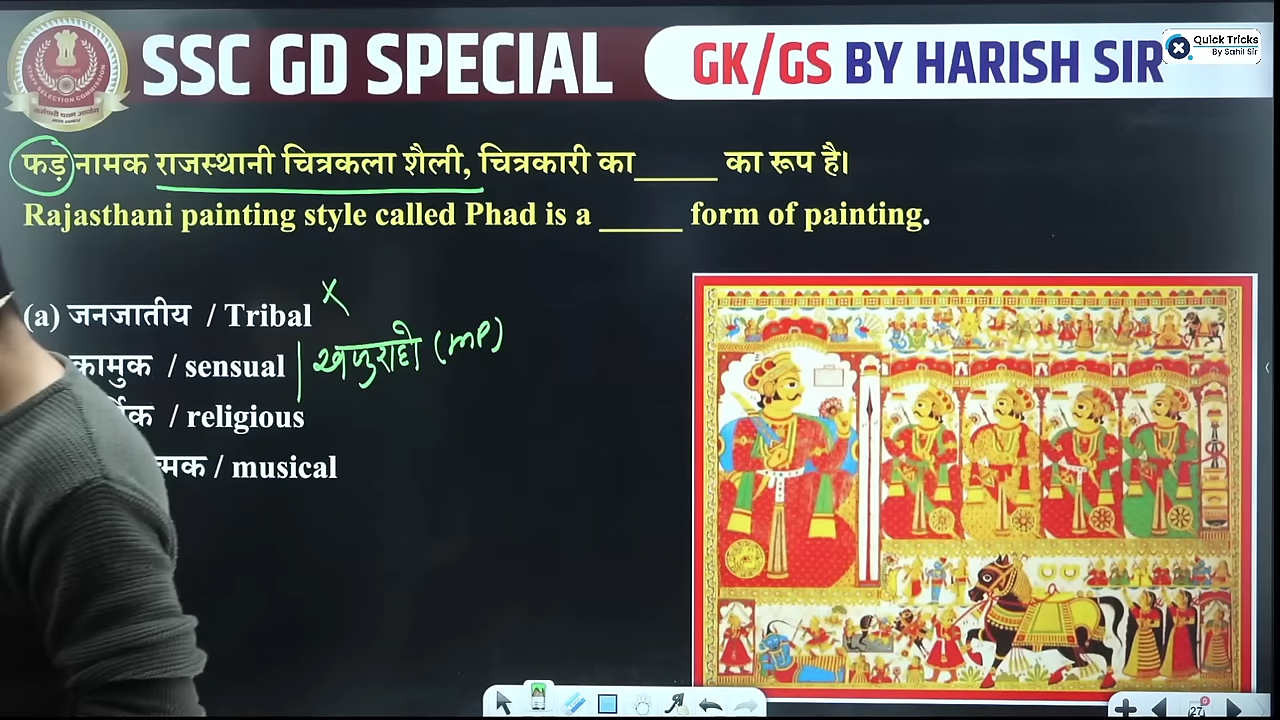 SSC GD SPECIAL
GK/GS BY HARISH SIR
Quick Tricks
By Sahil Sir
फड़ नामक राजस्थानी चित्रकला शैली, चित्रकारी का_____ का रूप है।
Rajasthani painting style called Phad is a _____ form of painting.
(a) जनजातीय / Tribal X
कामुक / sensual | खजुराहो (MP)
/ religious
/ musical
27